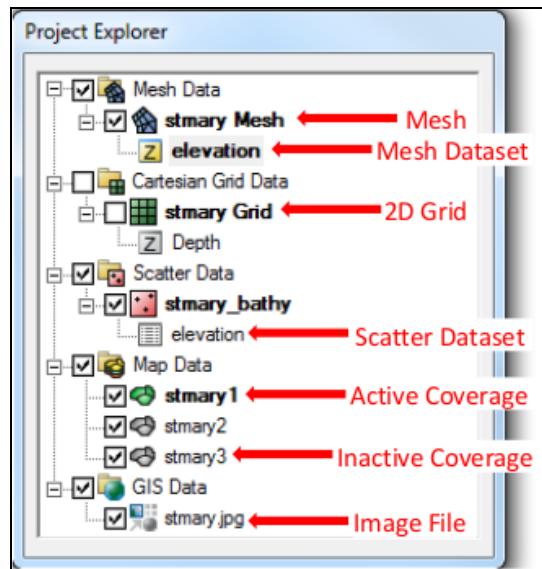 Project Explorer
Mesh Data
stmary Mesh Mesh
Z elevation Mesh Dataset
Cartesian Grid Data
stmary Grid 2D Grid
Z Depth
Scatter Data
stmary_bathy
elevation Scatter Dataset
Map Data
stmary1 Active Coverage
stmary2
stmary3 Inactive Coverage
GIS Data
stmary.jpg Image File